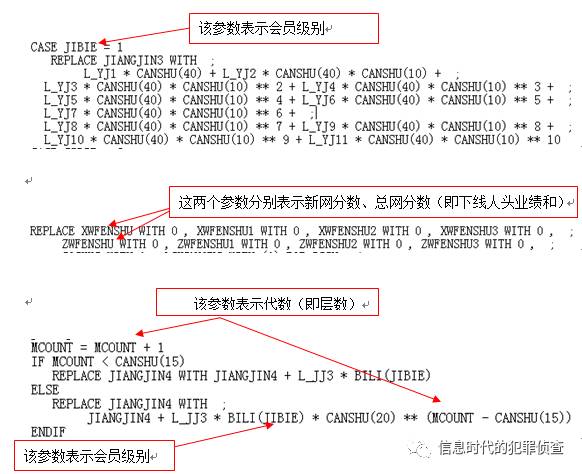 该参数表示会员级别
CASE JIBIE = 1
REPLACE JIANGJIN3 WITH ;
L_YJ1 * CANSHU(40) + L_YJ2 * CANSHU(40) * CANSHU(10) + ;
L_YJ3 * CANSHU(40) * CANSHU(10) ** 2 + L_YJ4 * CANSHU(40) * CANSHU(10) ** 3 + ;
L_YJ5 * CANSHU(40) * CANSHU(10) ** 4 + L_YJ6 * CANSHU(40) * CANSHU(10) ** 5 + ;
L_YJ7 * CANSHU(40) * CANSHU(10) ** 6 + ;
L_YJ8 * CANSHU(40) * CANSHU(10) ** 7 + L_YJ9 * CANSHU(40) * CANSHU(10) ** 8 + ;
L_YJ10 * CANSHU(40) * CANSHU(10) ** 9 + L_YJ11 * CANSHU(40) * CANSHU(10) ** 10
这两个参数分别表示新网分数、总网分数（即下线人头业绩和）
REPLACE XWFENSHU WITH 0 , XWFENSHU1 WITH 0 , XWFENSHU2 WITH 0 , XWFENSHU3 WITH 0 , ;
ZWFENSHU WITH 0 , ZWFENSHU1 WITH 0 , ZWFENSHU2 WITH 0 , ZWFENSHU3 WITH 0 , ;
该参数表示代数（即层数）
MCOUNT = MCOUNT + 1
IF MCOUNT < CANSHU(15)
REPLACE JIANGJIN4 WITH JIANGJIN4 + L_JJ3 * BILI(JIBIE)
ELSE
REPLACE JIANGJIN4 WITH ;
JIANGJIN4 + L_JJ3 * BILI(JIBIE) * CANSHU(20) ** (MCOUNT - CANSHU(15))
ENDIF
该参数表示会员级别
信息时代的犯罪侦查